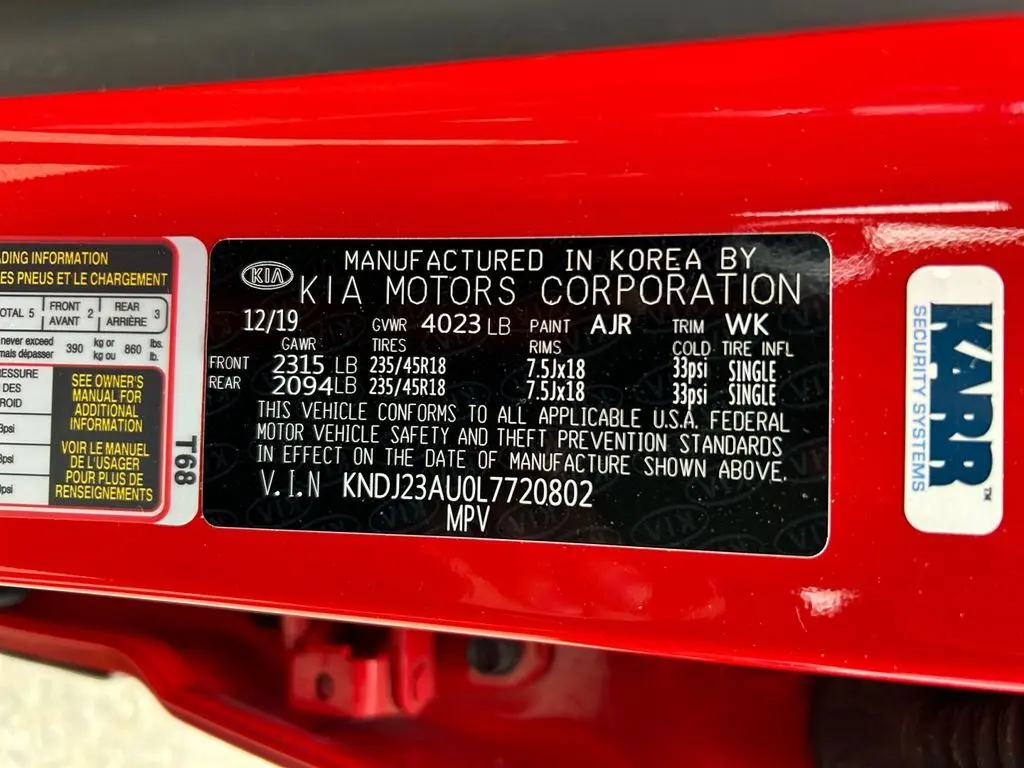 ADING INFORMATION
ES PNEUS ET LE CHARGEMENT
OTAL 5 FRONT AVANT 2 REAR ARRIÈRE 3
never exceed
mais dépasser 390 kg or kg ou 860 lbs. lb.
RESSURE
DES
ROID
3psi
3psi
psi
SEE OWNER'S
MANUAL FOR
ADDITIONAL
INFORMATION
VOIR LE MANUEL
DE L'USAGER
POUR PLUS DE
RENSEIGNEMENTS
T68
KIA
MANUFACTURED IN KOREA BY
KIA MOTORS CORPORATION
12/19 GVWR 4023 LB PAINT AJR TRIM WK
GAWR TIRES RIMS COLD TIRE INFL
FRONT 2315 LB 235/45R18 7.5Jx18 33psi SINGLE
REAR 2094 LB 235/45R18 7.5Jx18 33psi SINGLE
THIS VEHICLE CONFORMS TO ALL APPLICABLE U.S.A. FEDERAL
MOTOR VEHICLE SAFETY AND THEFT PREVENTION STANDARDS
IN EFFECT ON THE DATE OF MANUFACTURE SHOWN ABOVE.
V.I.N KNDJ23AU0L7720802
MPV
KARR™
SECURITY SYSTEMS